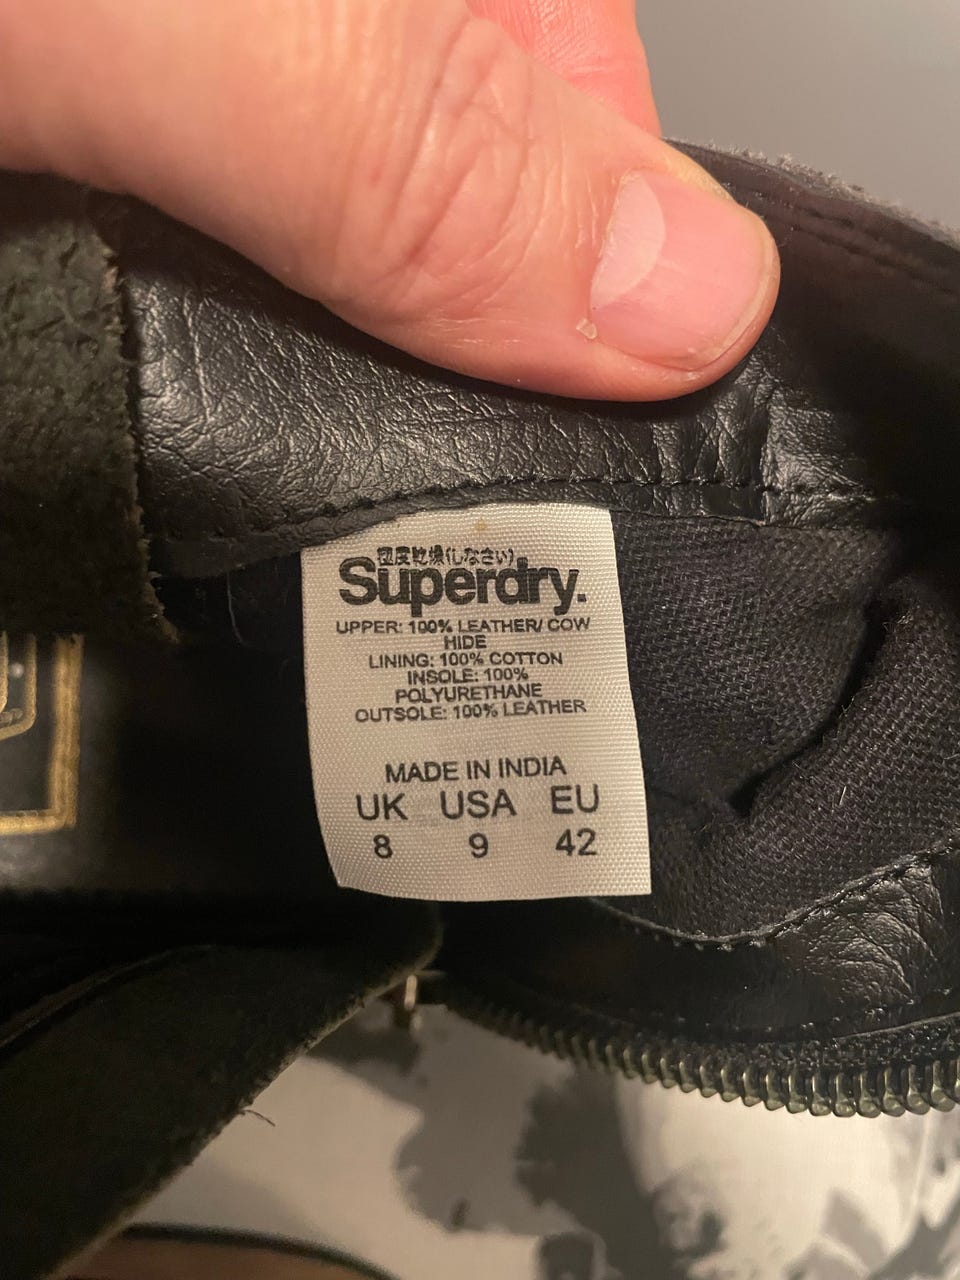 極度乾燥(しなさい)
Superdry.
UPPER: 100% LEATHER/ COW
HIDE
LINING: 100% COTTON
INSOLE: 100%
POLYURETHANE
OUTSOLE: 100% LEATHER
MADE IN INDIA
UK USA EU
8 9 42